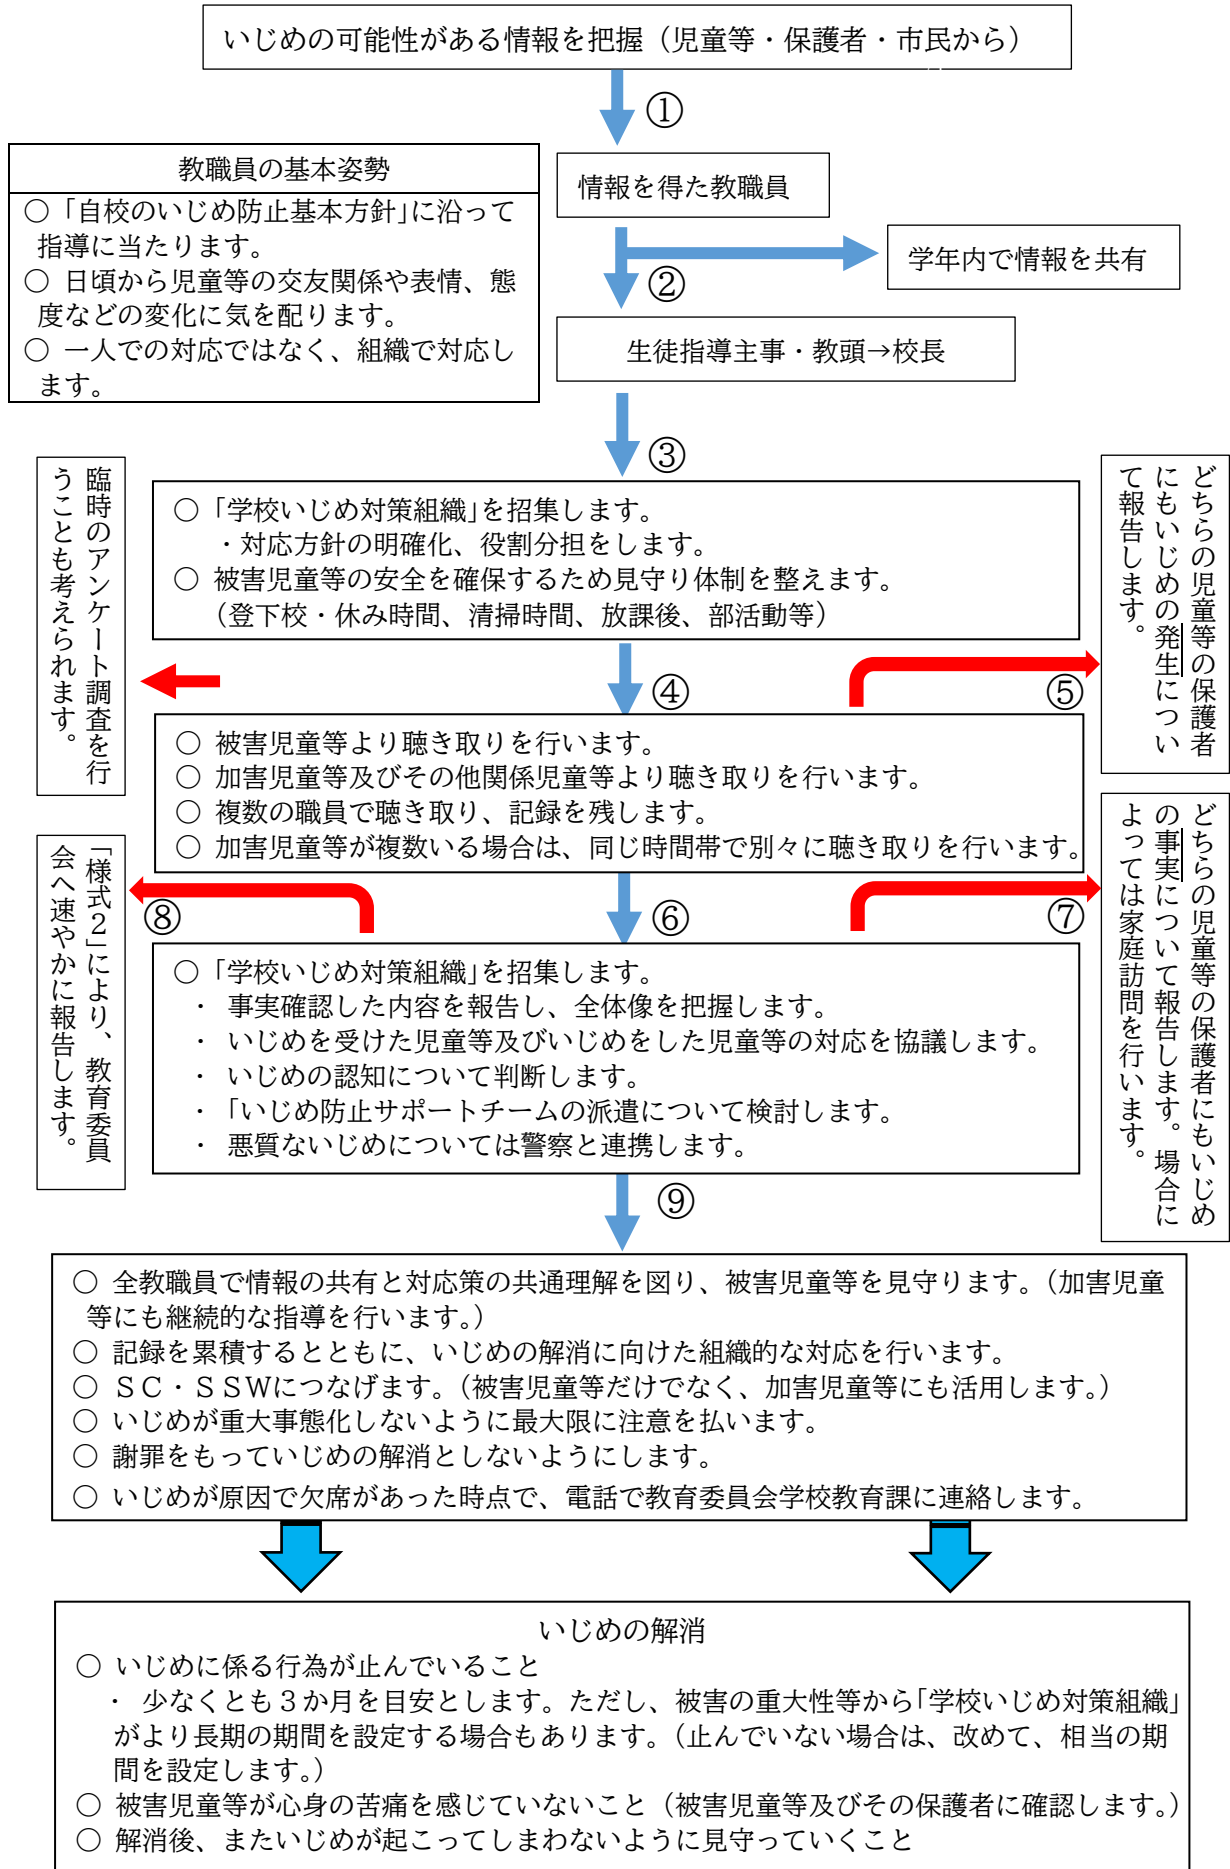 いじめの可能性がある情報を把握（児童等・保護者・市民から）
①
教職員の基本姿勢
○「自校のいじめ防止基本方針」に沿って
指導に当たります。
○ 日頃から児童等の交友関係や表情、態
度などの変化に気を配ります。
○ 一人での対応ではなく、組織で対応し
ます。
情報を得た教職員
②
学年内で情報を共有
生徒指導主事・教頭→校長
③
臨時のアンケート調査を行
うことも考えられます。
○「学校いじめ対策組織」を招集します。
・対応方針の明確化、役割分担をします。
○ 被害児童等の安全を確保するため見守り体制を整えます。
（登下校・休み時間、清掃時間、放課後、部活動等）
どちらの児童等の保護者
にもいじめの発生につい
て報告します。
④
⑤
○ 被害児童等より聴き取りを行います。
○ 加害児童等及びその他関係児童等より聴き取りを行います。
○ 複数の職員で聴き取り、記録を残します。
○ 加害児童等が複数いる場合は、同じ時間帯で別々に聴き取りを行います。
どちらの児童等の保護者にもいじめ
の事実について報告します。場合に
よっては家庭訪問を行います。
「様式２」により、教育委員
会へ速やかに報告します。
⑧
⑥
⑦
○「学校いじめ対策組織」を招集します。
・ 事実確認した内容を報告し、全体像を把握します。
・ いじめを受けた児童等及びいじめをした児童等の対応を協議します。
・ いじめの認知について判断します。
・「いじめ防止サポートチームの派遣について検討します。
・ 悪質ないじめについては警察と連携します。
⑨
○ 全教職員で情報の共有と対応策の共通理解を図り、被害児童等を見守ります。（加害児童
等にも継続的な指導を行います。）
○ 記録を累積するとともに、いじめの解消に向けた組織的な対応を行います。
○ ＳＣ・ＳＳＷにつなげます。（被害児童等だけでなく、加害児童等にも活用します。）
○ いじめが重大事態化しないように最大限に注意を払います。
○ 謝罪をもっていじめの解消としないようにします。
○ いじめが原因で欠席があった時点で、電話で教育委員会学校教育課に連絡します。
いじめの解消
○ いじめに係る行為が止んでいること
・ 少なくとも３か月を目安とします。ただし、被害の重大性等から「学校いじめ対策組織」
がより長期の期間を設定する場合もあります。（止んでいない場合は、改めて、相当の期
間を設定します。）
○ 被害児童等が心身の苦痛を感じていないこと（被害児童等及びその保護者に確認します。）
○ 解消後、またいじめが起こってしまわないように見守っていくこと